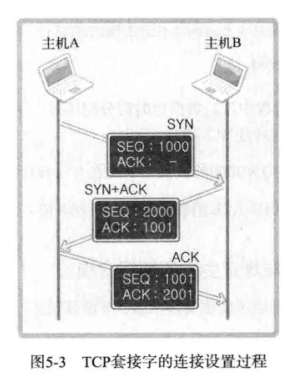 主机A
主机B
SYN
SEQ：1000
ACK： -
SYN+ACK
SEQ：2000
ACK：1001
ACK
SEQ：1001
ACK：2001
图5-3 TCP套接字的连接设置过程